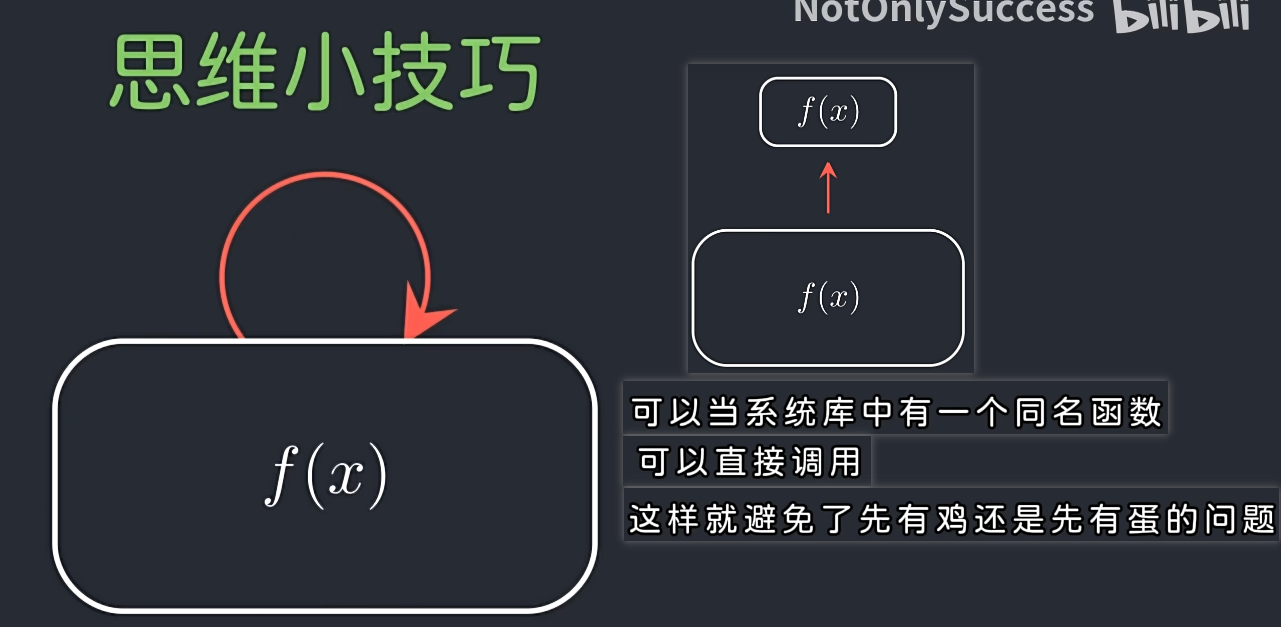 NotOnlySuccess bilibili
思维小技巧
f(x)
f(x)
f(x)
可以当系统库中有一个同名函数
可以直接调用
这样就避免了先有鸡还是先有蛋的问题